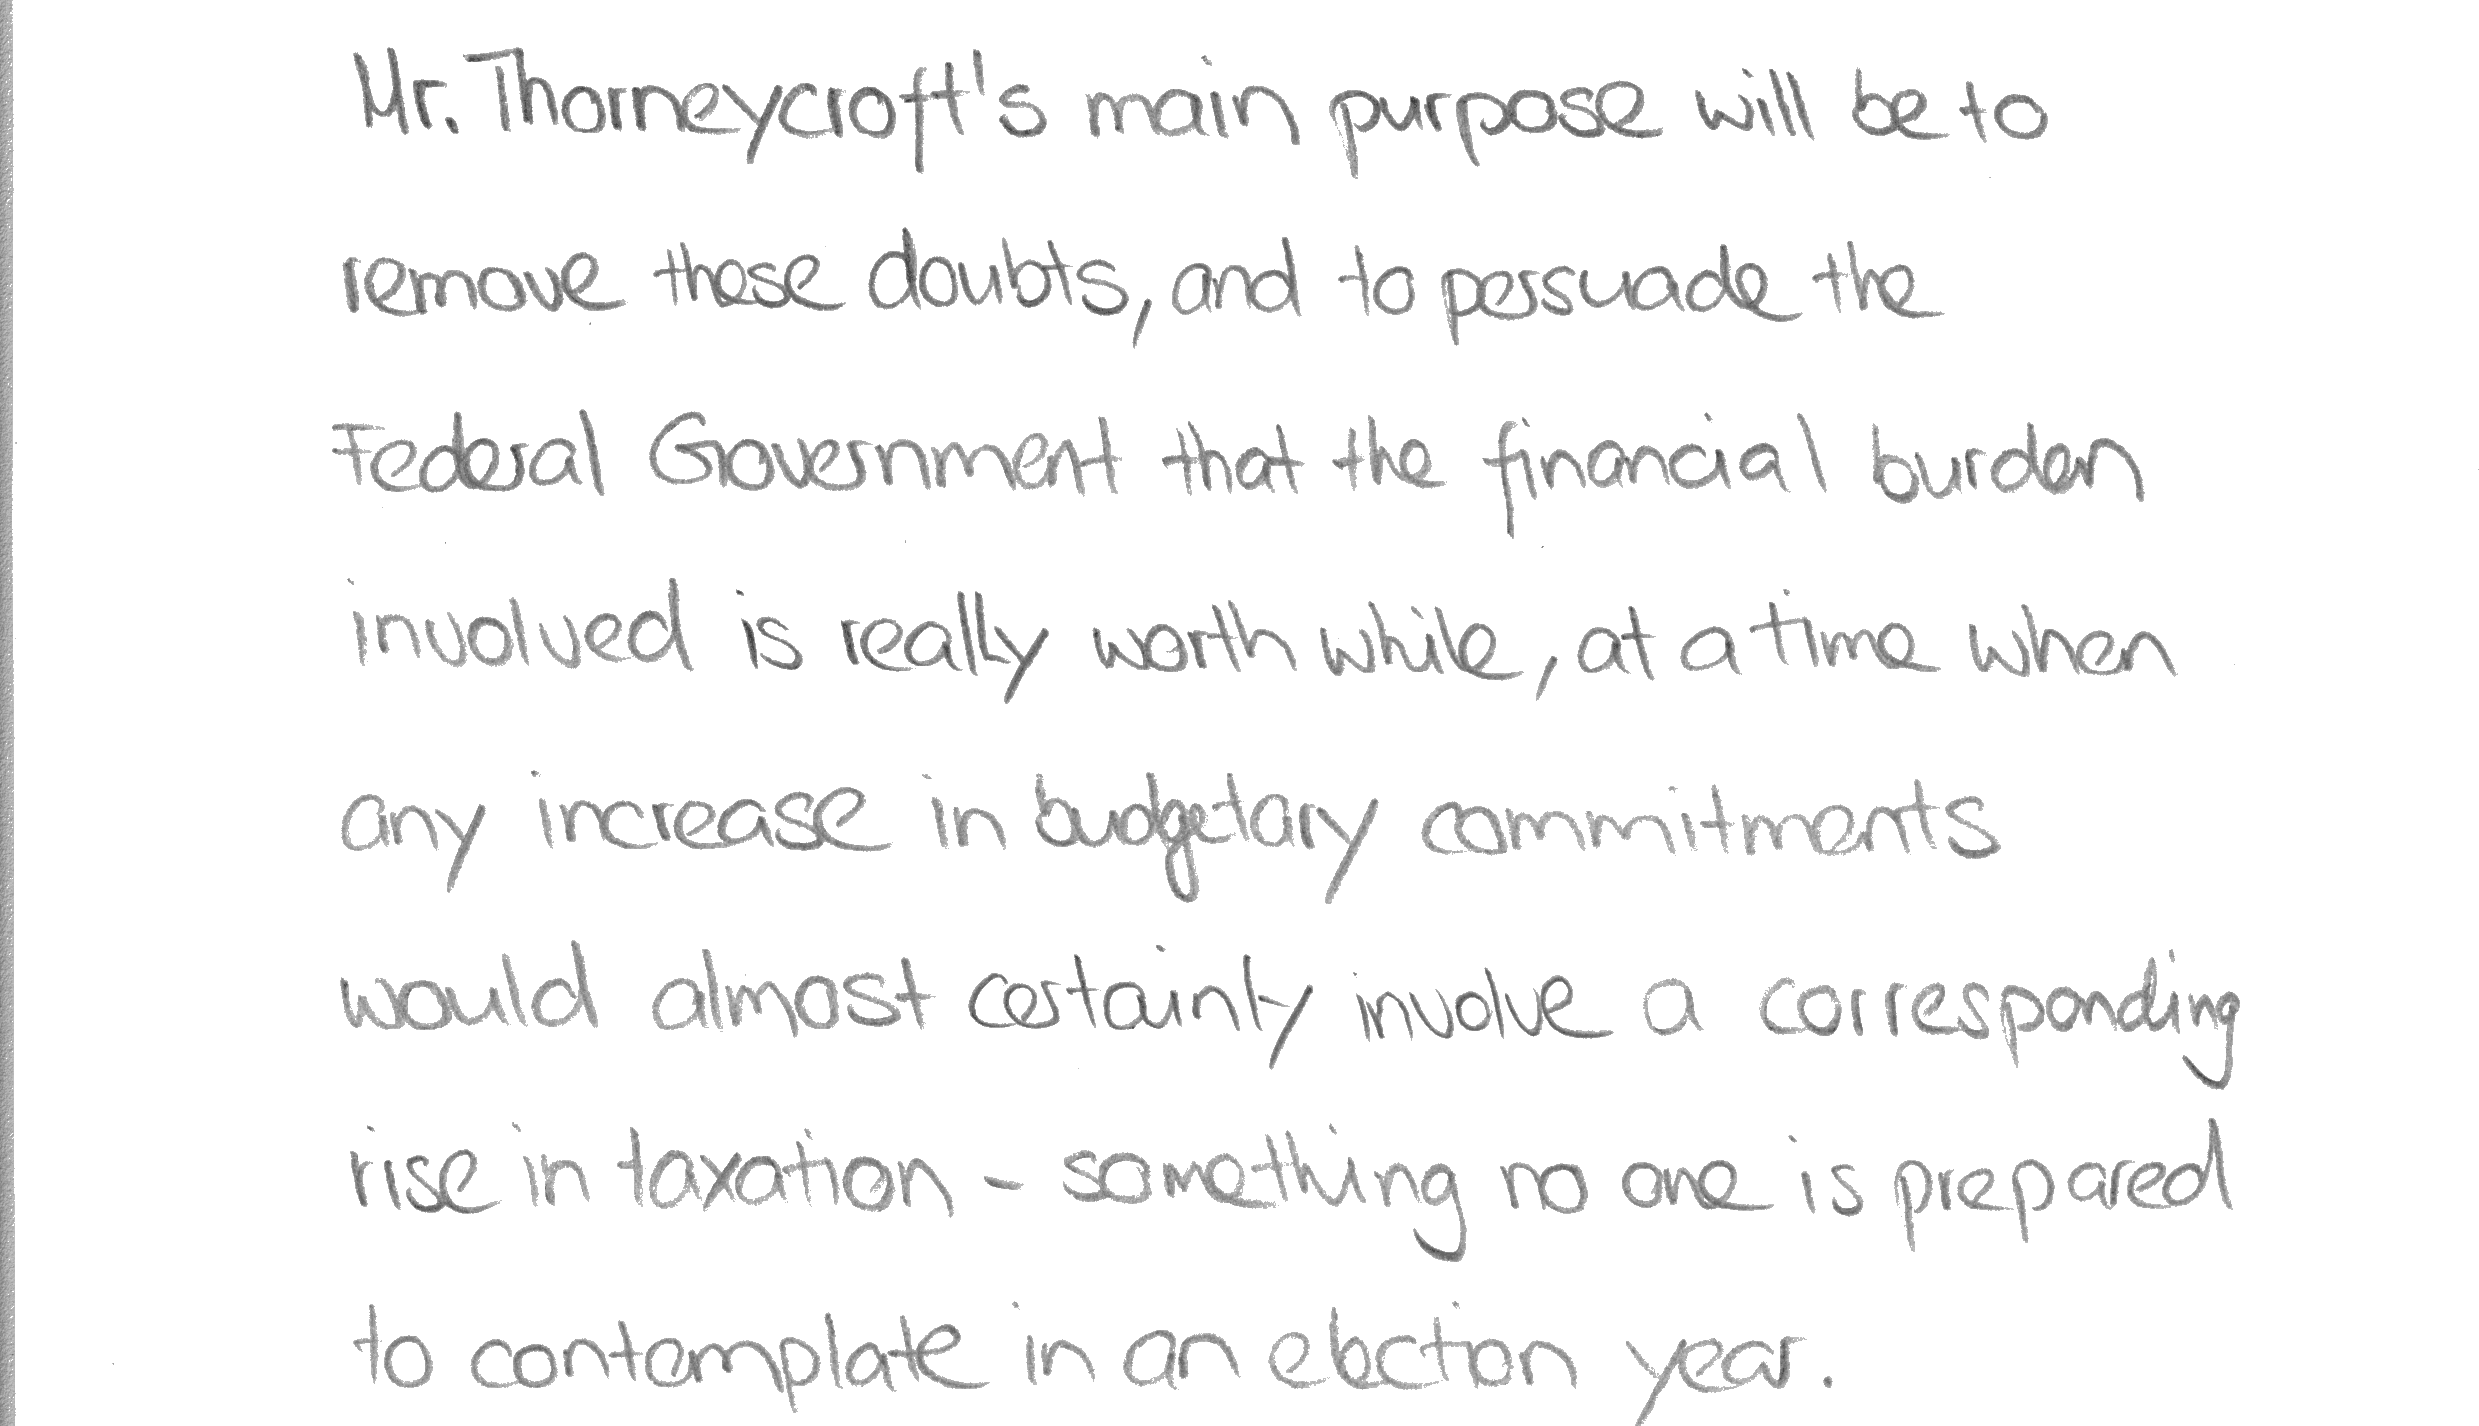 Mr. Thorneycroft's main purpose will be to
remove these doubts, and to persuade the
Federal Government that the financial burden
involved is really worth while, at a time when
any increase in budgetary commitments
would almost certainly involve a corresponding
rise in taxation - something no one is prepared
to contemplate in an election year.